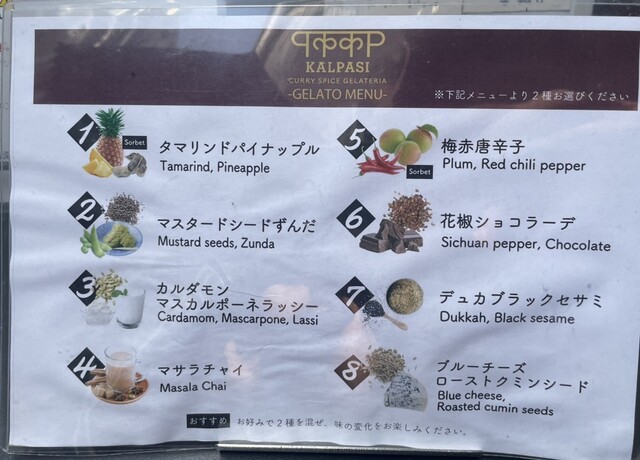 KALPASI
CURRY SPICE GELATERIA
-GELATO MENU-
※下記メニューより2種お選びください
1
Sorbet
タマリンドパイナップル
Tamarind, Pineapple
2
マスタードシードずんだ
Mustard seeds, Zunda
3
カルダモン
マスカルポーネラッシー
Cardamom, Mascarpone, Lassi
4
マサラチャイ
Masala Chai
5
Sorbet
梅赤唐辛子
Plum, Red chili pepper
6
花椒ショコラーデ
Sichuan pepper, Chocolate
7
デュカブラックセサミ
Dukkah, Black sesame
8
ブルーチーズ
ローストクミンシード
Blue cheese,
Roasted cumin seeds
おすすめ お好みで2種を混ぜ、味の変化をお楽しみください。